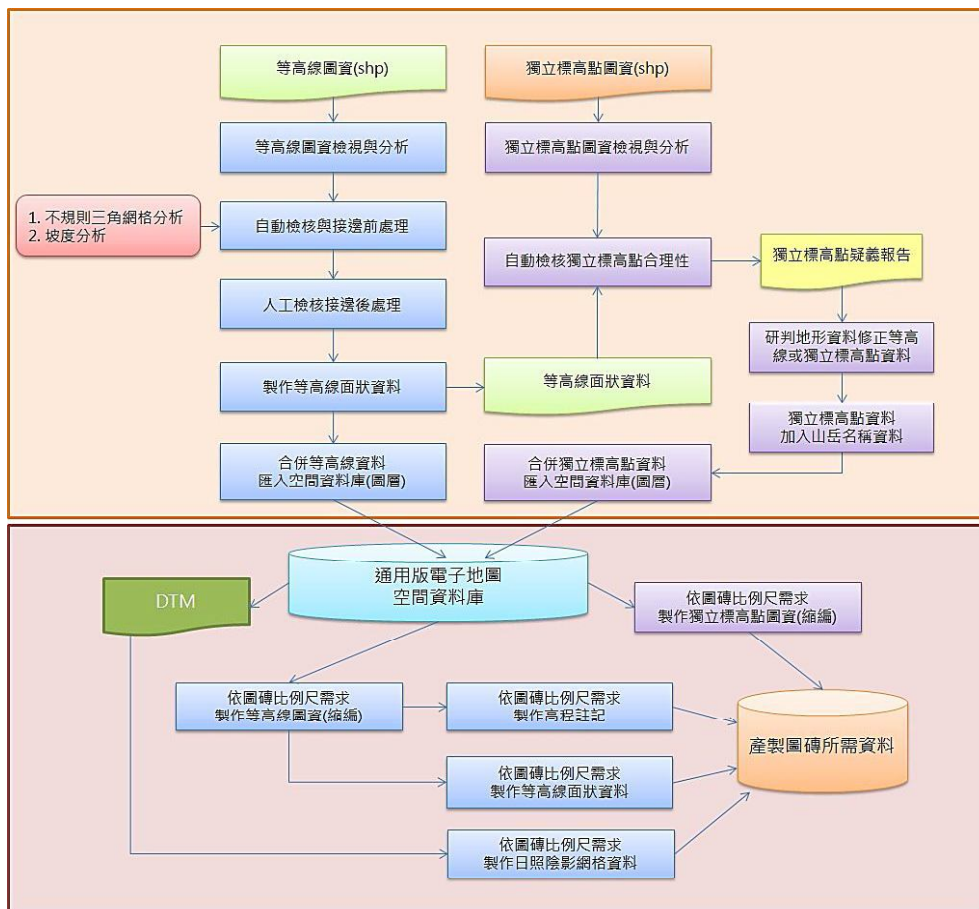 等高線圖資(shp)
獨立標高點圖資(shp)
等高線圖資檢視與分析
獨立標高點圖資檢視與分析
1. 不規則三角網格分析
2. 坡度分析
自動檢核與接邊前處理
自動檢核獨立標高點合理性
獨立標高點疑義報告
人工檢核接邊後處理
研判地形資料修正等高
線或獨立標高點資料
製作等高線面狀資料
等高線面狀資料
獨立標高點資料
加入山岳名稱資料
合併等高線資料
匯入空間資料庫(圖層)
合併獨立標高點資料
匯入空間資料庫(圖層)
通用版電子地圖
空間資料庫
DTM
依圖磚比例尺需求
製作獨立標高點圖資(縮編)
依圖磚比例尺需求
製作等高線圖資(縮編)
依圖磚比例尺需求
製作高程註記
產製圖磚所需資料
依圖磚比例尺需求
製作等高線面狀資料
依圖磚比例尺需求
製作日照陰影網格資料